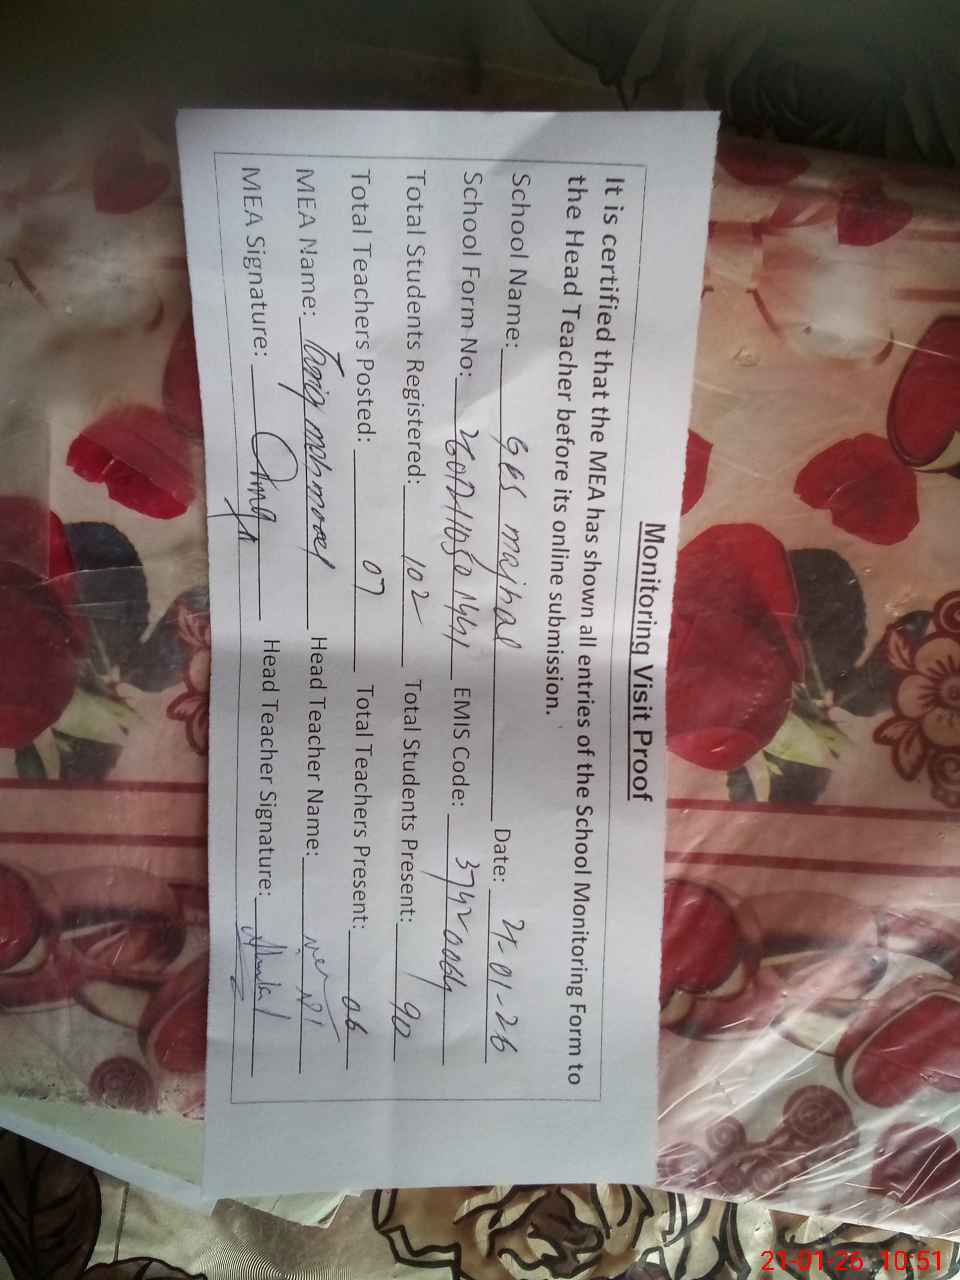 Monitoring Visit Proof
It is certified that the MEA has shown all entries of the School Monitoring Form to
the Head Teacher before its online submission.
School Name: GES majhal Date: 21-01-26
School Form No: EMIS Code:
Total Students Registered: 102 Total Students Present: 90
Total Teachers Posted: 07 Total Teachers Present: 06
MEA Name: Tariq mehmood Head Teacher Name:
MEA Signature: Head Teacher Signature:
21-01-26 10:51